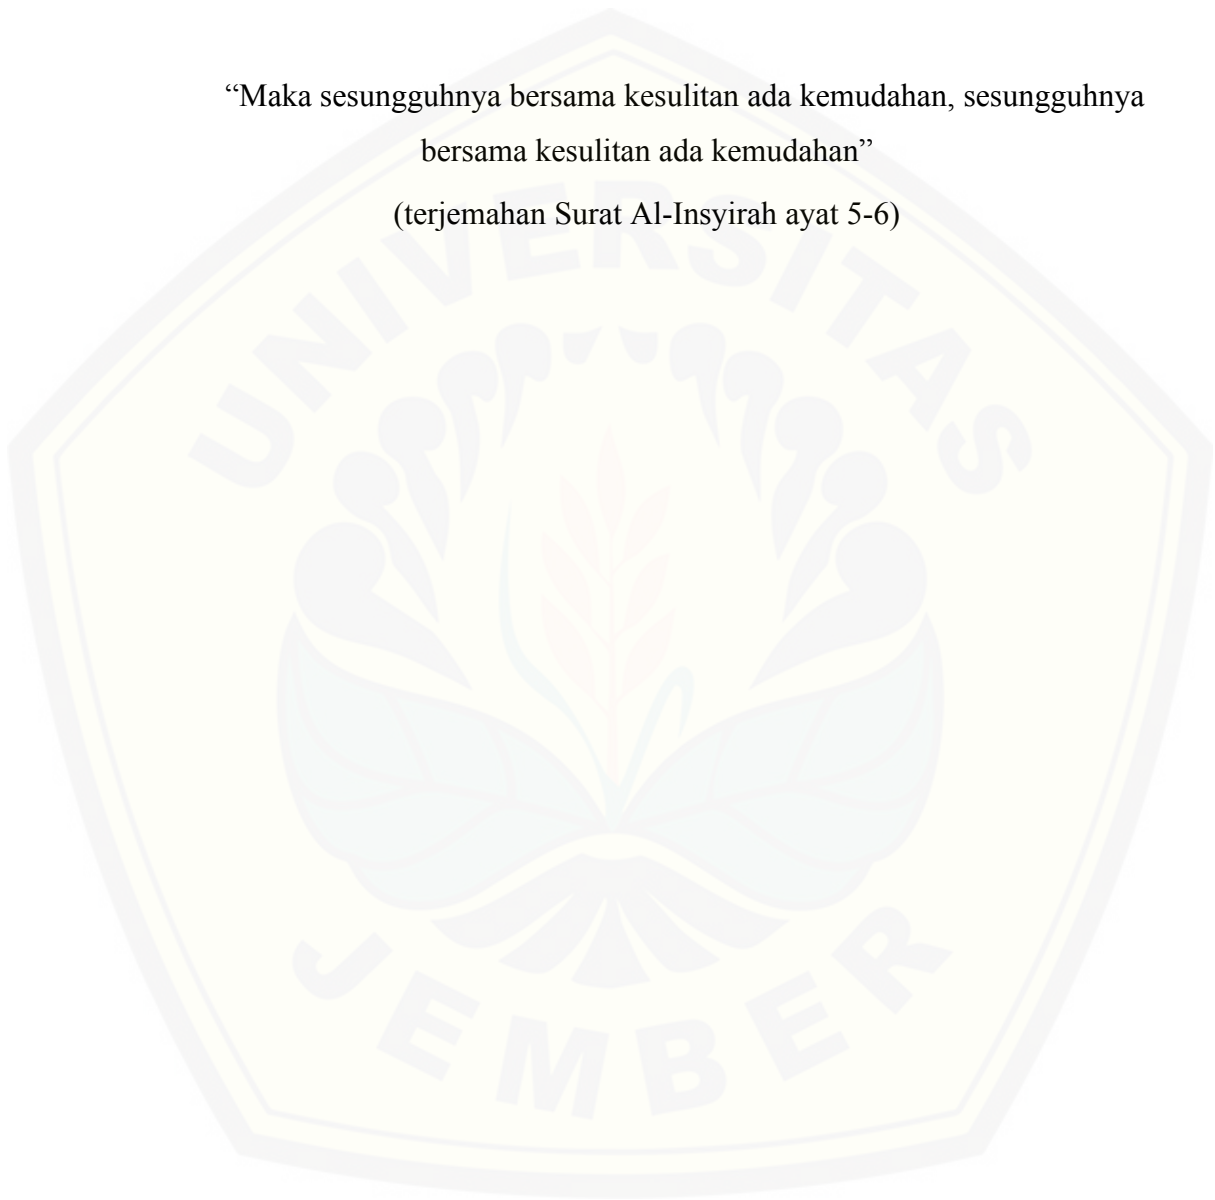 “Maka sesungguhnya bersama kesulitan ada kemudahan, sesungguhnya
bersama kesulitan ada kemudahan”
(terjemahan Surat Al-Insyirah ayat 5-6)
UNIVERSITAS
JEMBER